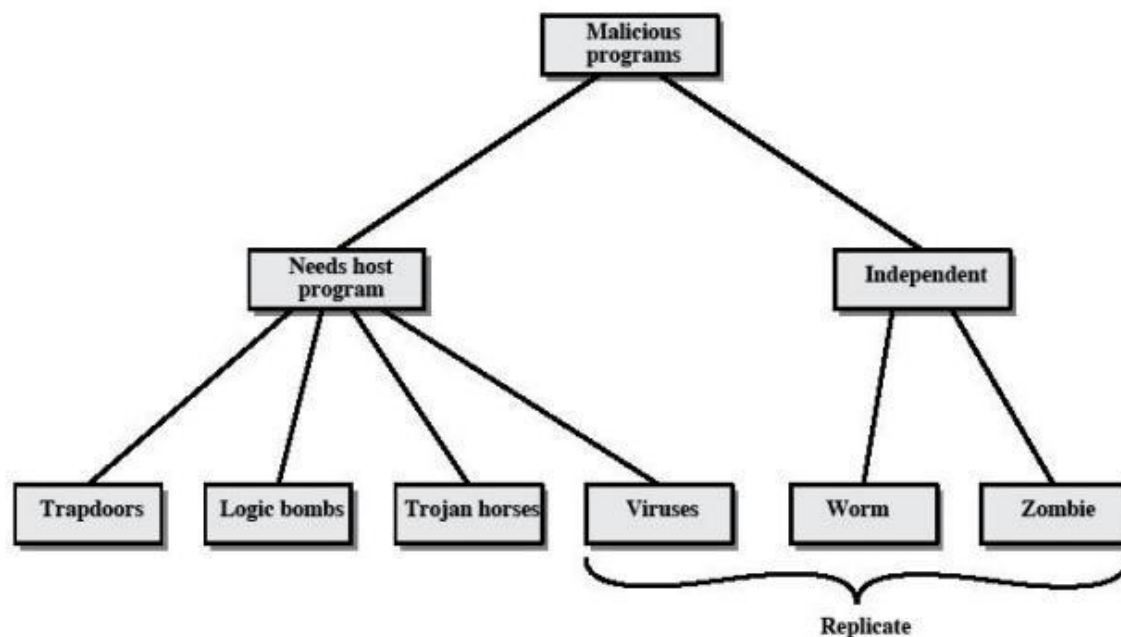 Malicious
programs
Needs host
program
Independent
Trapdoors
Logic bombs
Trojan horses
Viruses
Worm
Zombie
Replicate